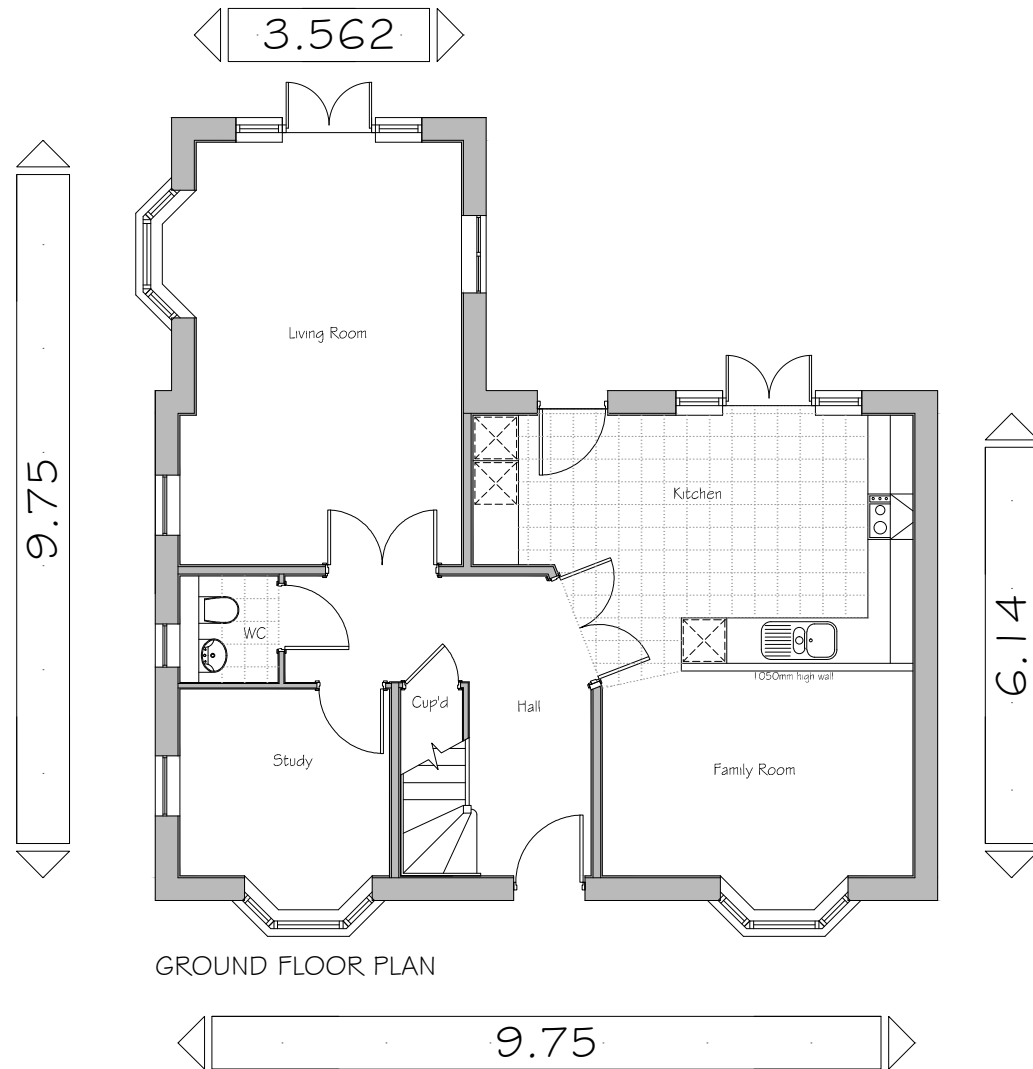 3.562
Living Room
9.75
Kitchen
WC
6.14
1050mm high wall
Cup'd
Hall
Study
Family Room
GROUND FLOOR PLAN
9.75